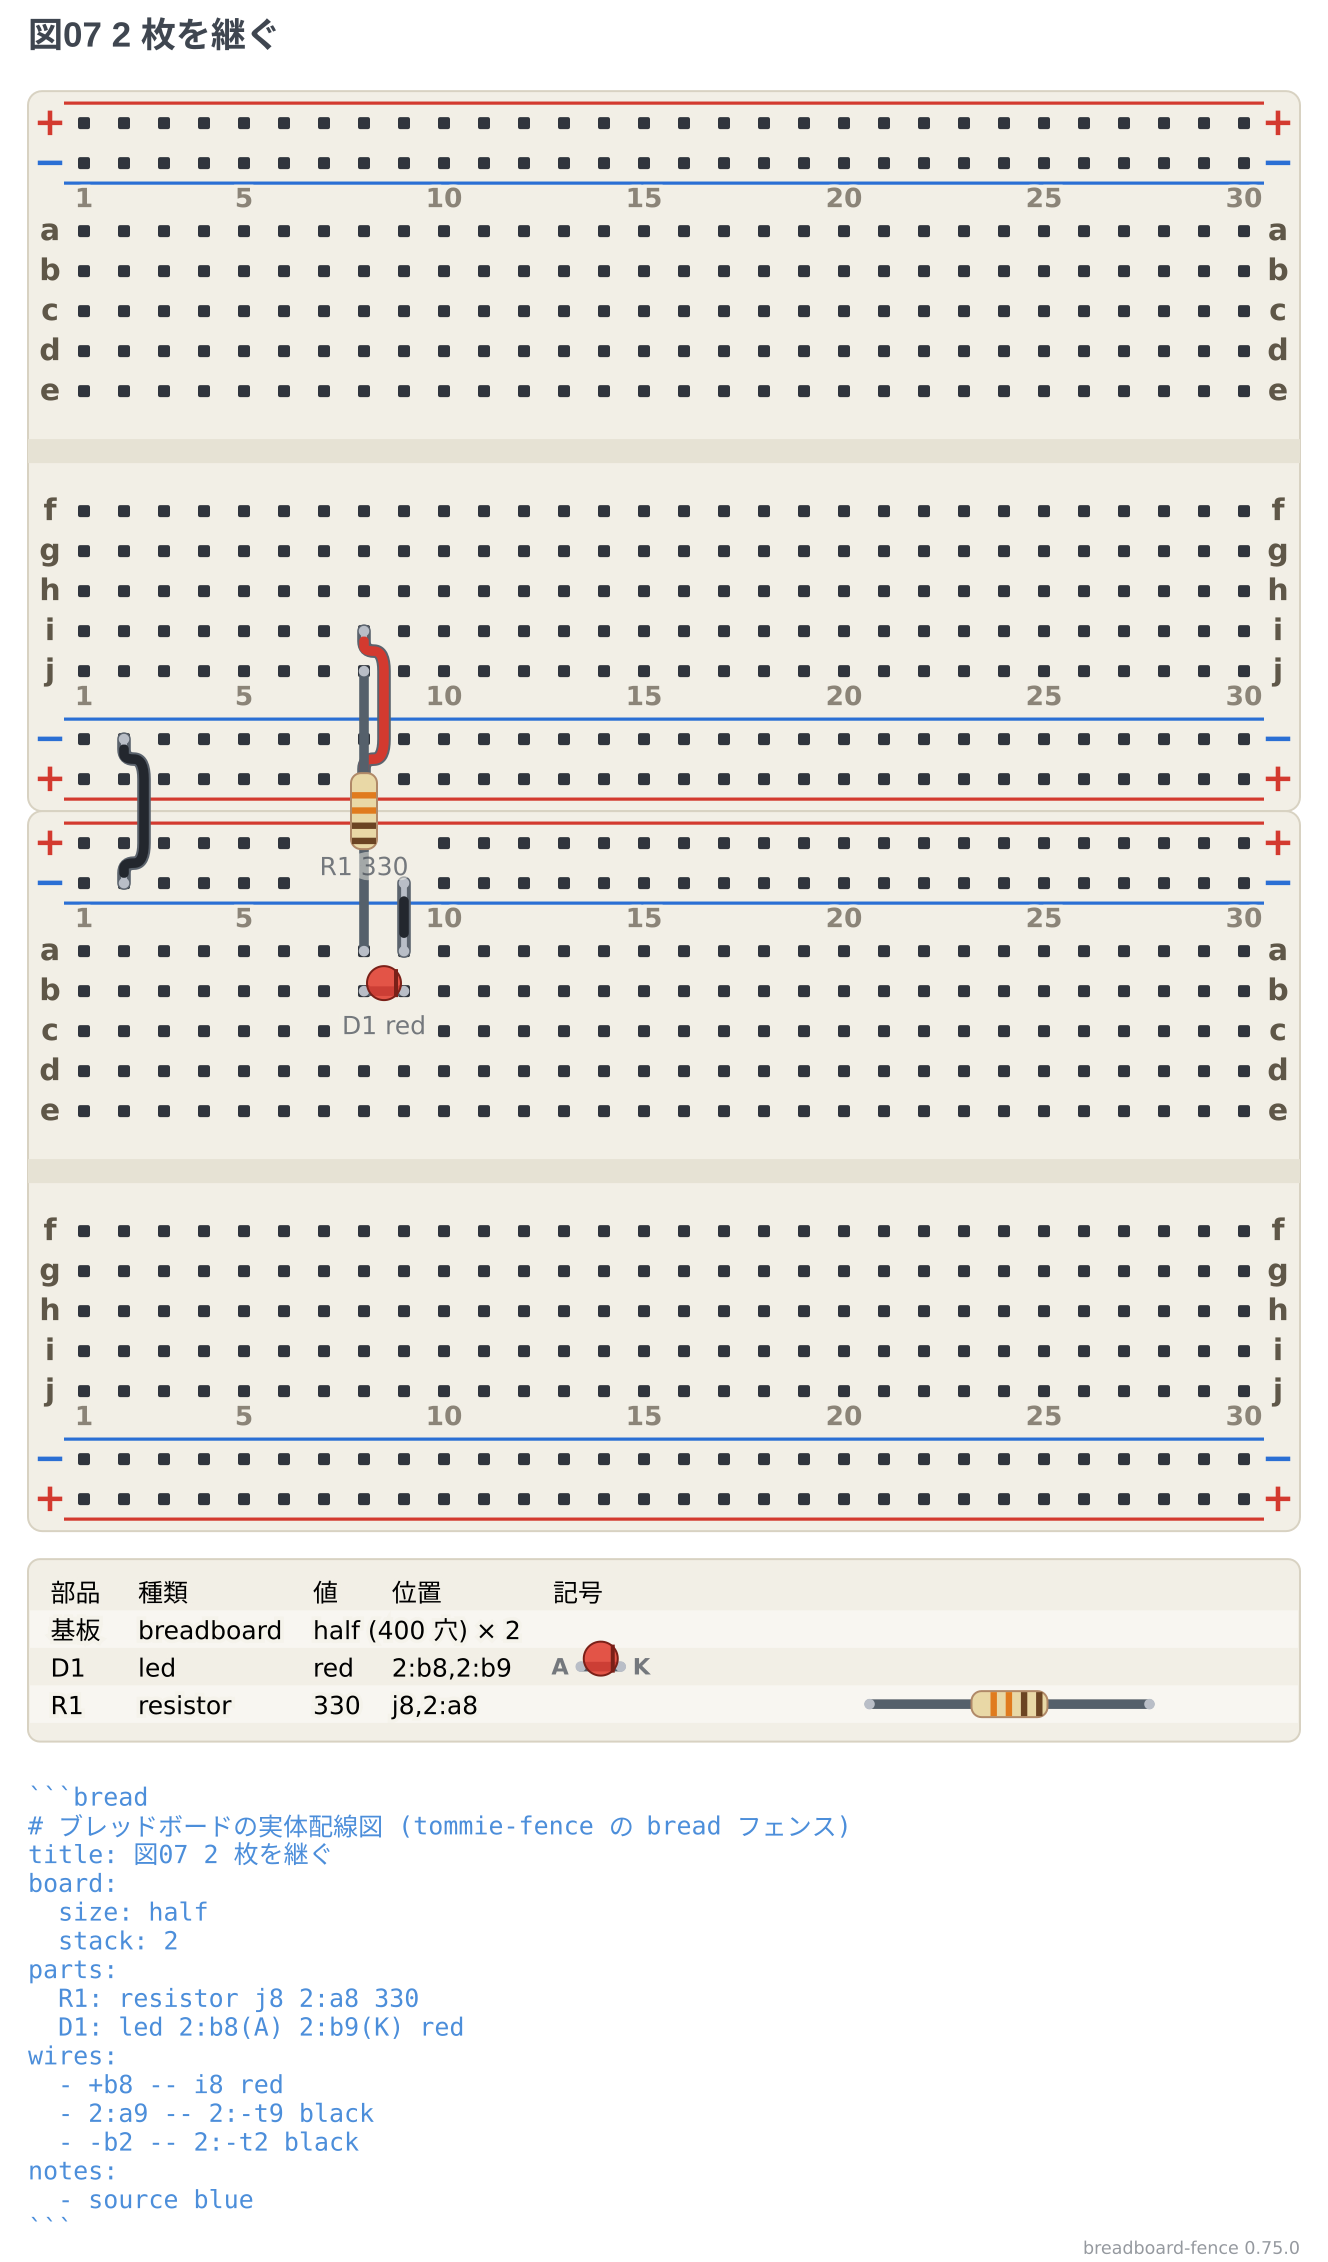 図07 2 枚を継ぐ
+ +
− −
1 5 10 15 20 25 30
a a
b b
c c
d d
e e
f f
g g
h h
i i
j j
1 5 10 15 20 25 30
− −
+ +
+ +
R1 330
− −
1 5 10 15 20 25 30
a a
b b
D1 red
c c
d d
e e
f f
g g
h h
i i
j j
1 5 10 15 20 25 30
− −
+ +
部品 種類 値 位置 記号
基板 breadboard half (400 穴) × 2
D1 led red 2:b8,2:b9 A K
R1 resistor 330 j8,2:a8
```bread
# ブレッドボードの実体配線図 (tommie-fence の bread フェンス)
title: 図07 2 枚を継ぐ
board:
  size: half
  stack: 2
parts:
  R1: resistor j8 2:a8 330
  D1: led 2:b8(A) 2:b9(K) red
wires:
  - +b8 -- i8 red
  - 2:a9 -- 2:-t9 black
  - -b2 -- 2:-t2 black
notes:
  - source blue
```
breadboard-fence 0.75.0